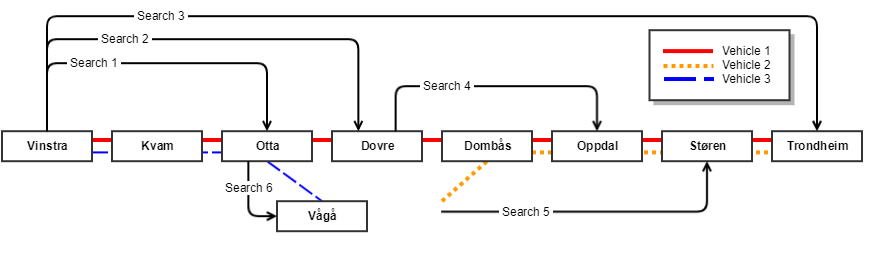 Search 3
Search 2
Search 1
Search 4
Vehicle 1
Vehicle 2
Vehicle 3
Vinstra
Kvam
Otta
Dovre
Dombås
Oppdal
Støren
Trondheim
Search 6
Vågå
Search 5